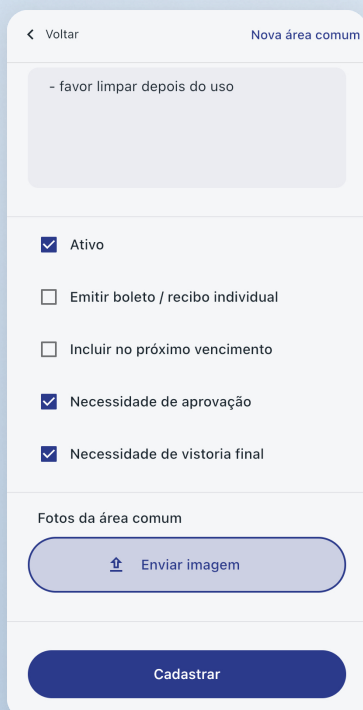 Voltar
Nova área comum
- favor limpar depois do uso
Ativo
Emitir boleto / recibo individual
Incluir no próximo vencimento
Necessidade de aprovação
Necessidade de vistoria final
Fotos da área comum
Enviar imagem
Cadastrar